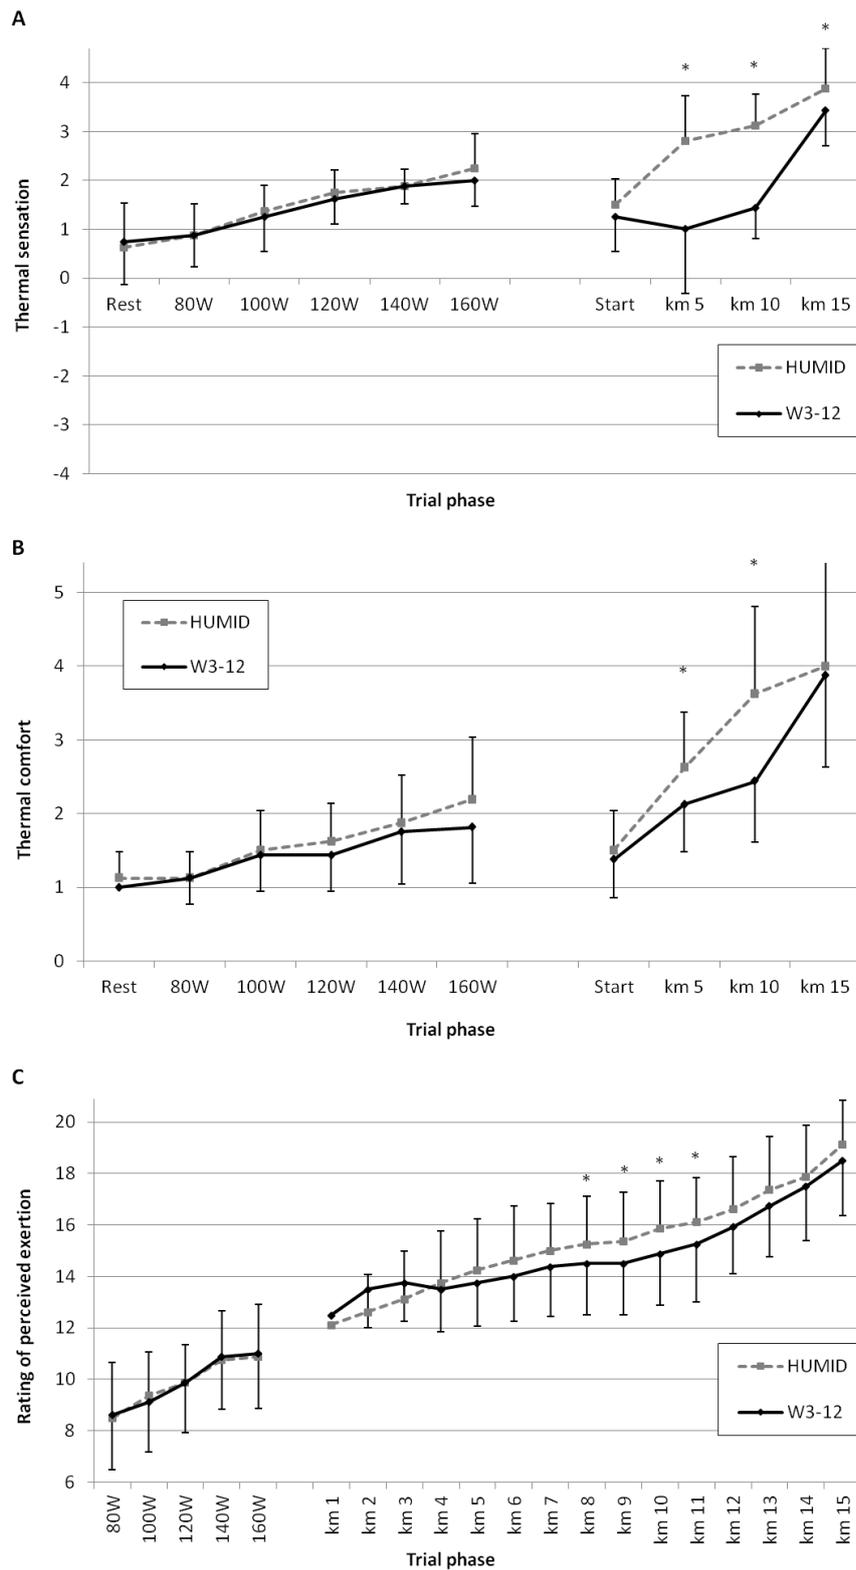 A
* * * *
Thermal sensation
4
3
2
1
0
-1
-2
-3
-4
Rest 80W 100W 120W 140W 160W Start km 5 km 10 km 15
HUMID
W3-12
Trial phase
B
* *
Thermal comfort
5
4
3
2
1
0
HUMID
W3-12
Rest 80W 100W 120W 140W 160W Start km 5 km 10 km 15
Trial phase
C
* * * *
Rating of perceived exertion
20
18
16
14
12
10
8
6
HUMID
W3-12
80W 100W 120W 140W 160W km 1 km 2 km 3 km 4 km 5 km 6 km 7 km 8 km 9 km 10 km 11 km 12 km 13 km 14 km 15
Trial phase